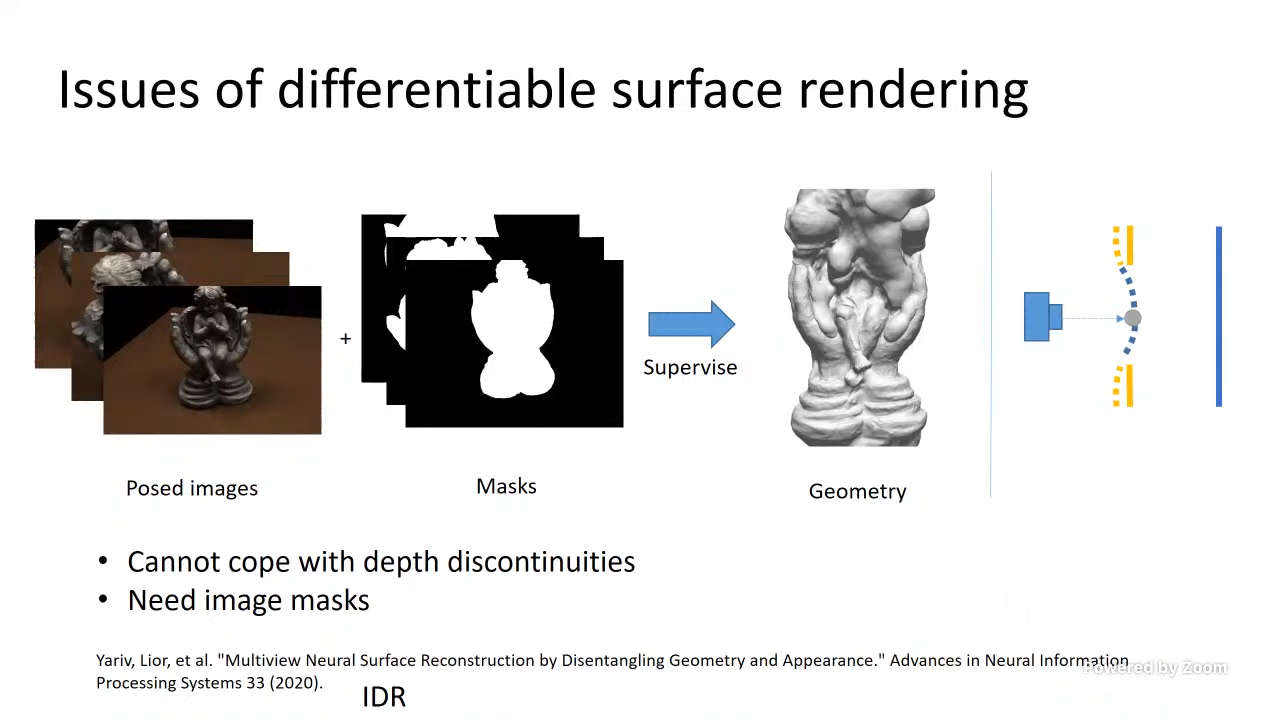 Issues of differentiable surface rendering
+
Supervise
Posed images
Masks
Geometry
• Cannot cope with depth discontinuities
• Need image masks
Yariv, Lior, et al. "Multiview Neural Surface Reconstruction by Disentangling Geometry and Appearance." Advances in Neural Information
Processing Systems 33 (2020).
Powered by Zoom
IDR